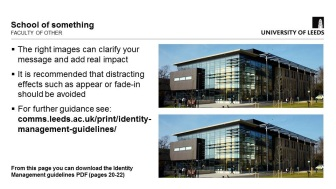 School of something
FACULTY OF OTHER
UNIVERSITY OF LEEDS
▪ The right images can clarify your
message and add real impact
▪ It is recommended that distracting
effects such as appear or fade-in
should be avoided
▪ For further guidance see:
comms.leeds.ac.uk/print/identity-
management-guidelines/
From this page you can download the Identity
Management guidelines PDF (pages 20-22)